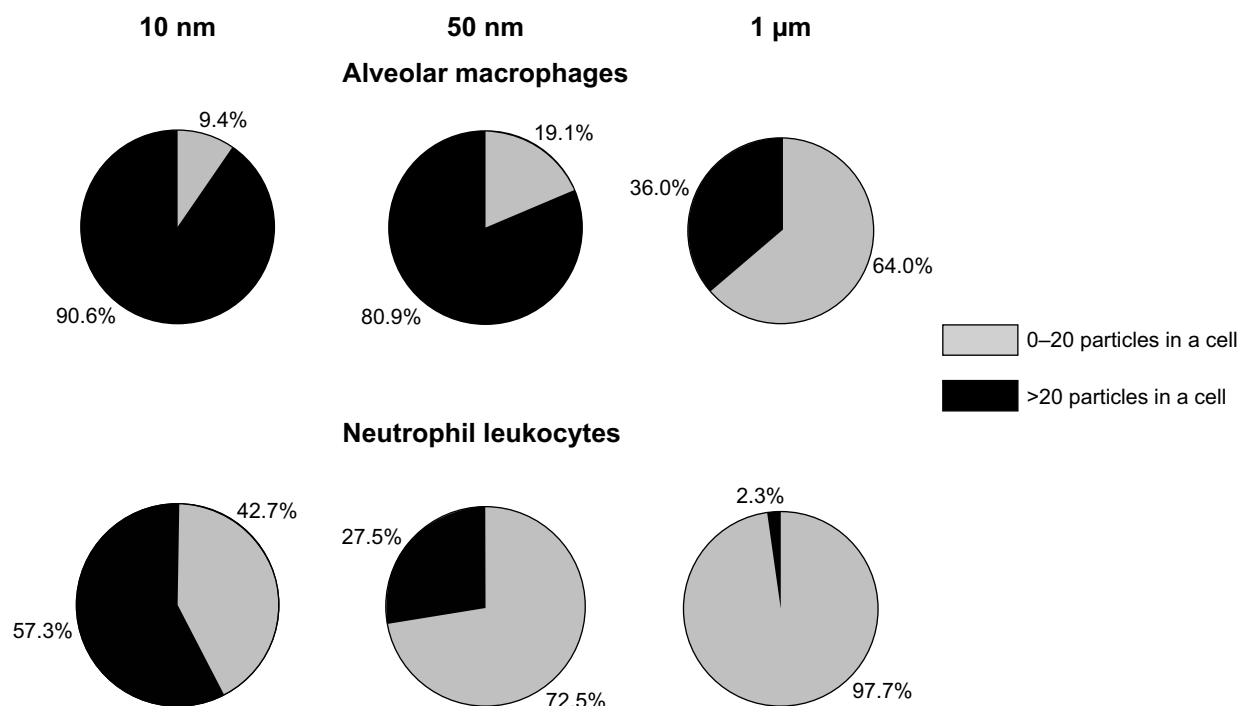 10 nm 50 nm 1 µm
Alveolar macrophages
9.4%
90.6%
19.1%
80.9%
36.0%
64.0%
0–20 particles in a cell
>20 particles in a cell
Neutrophil leukocytes
42.7%
57.3%
27.5%
72.5%
2.3%
97.7%